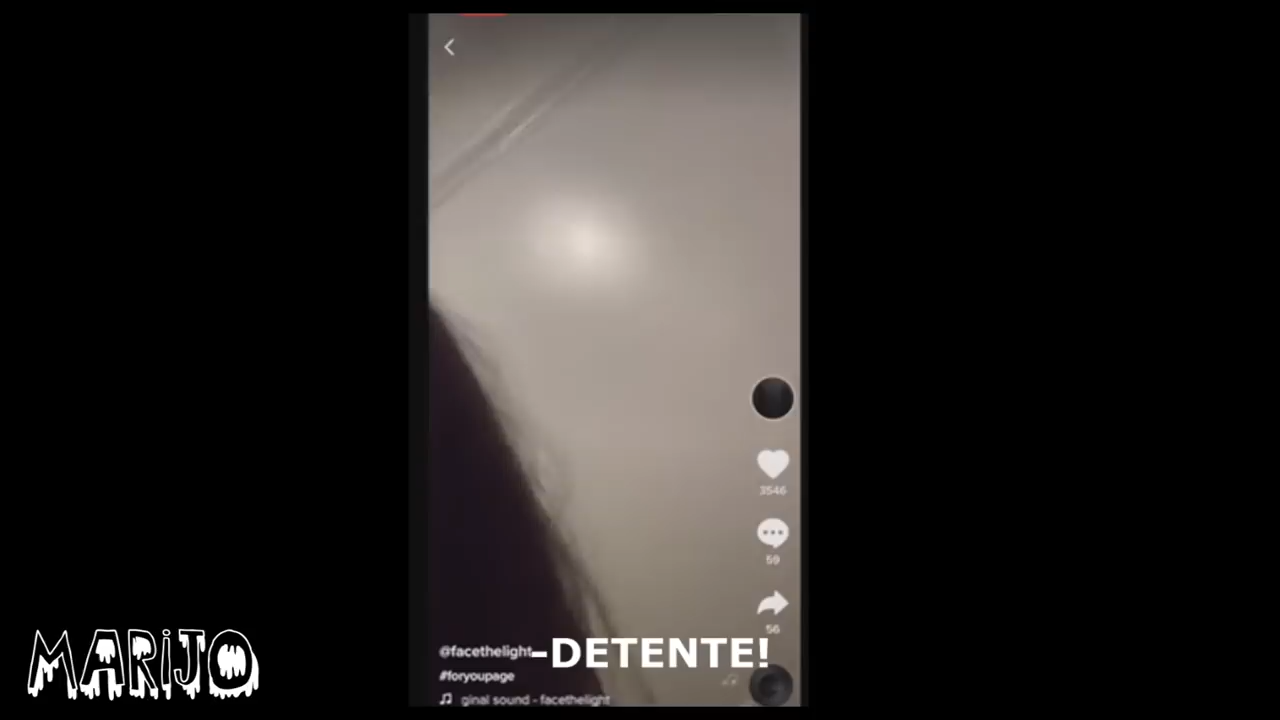 3546
59
56
@facethelight
-DETENTE!
#foryoupage
ginal sound - facethelight
MARiJO